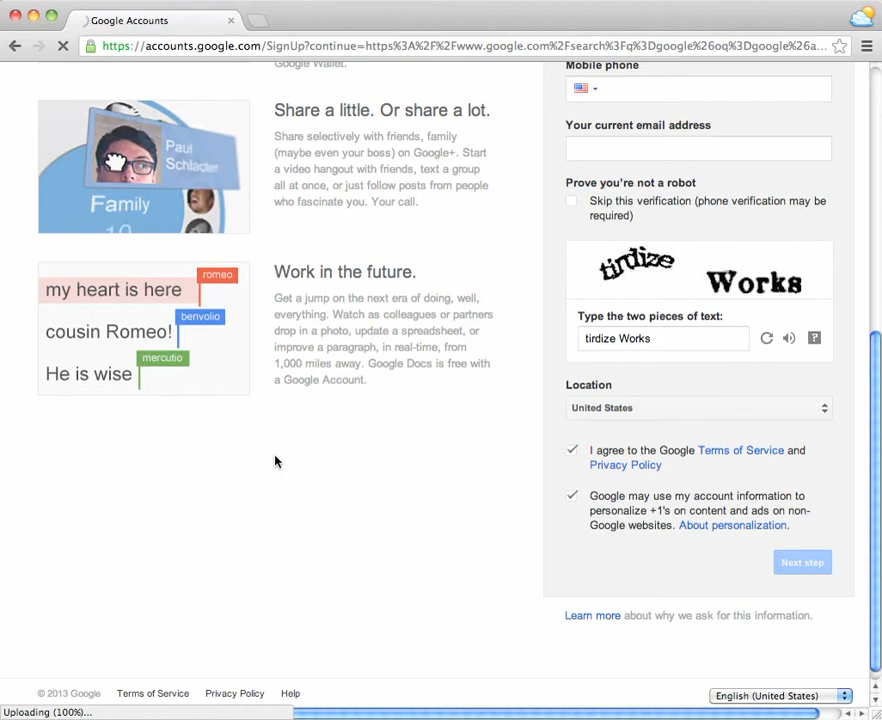 Google Accounts
https://accounts.google.com/SignUp?continue=https%3A%2F%2Fwww.google.com%2Fsearch%3Fq%3Dgoogle%26oq%3Dgoogle%26a...
Google Wallet.
Paul
Schlacter
Family
10
Share a little. Or share a lot.
Share selectively with friends, family
(maybe even your boss) on Google+. Start
a video hangout with friends, text a group
all at once, or just follow posts from people
who fascinate you. Your call.
my heart is here
romeo
cousin Romeo!
benvolio
He is wise
mercutio
Work in the future.
Get a jump on the next era of doing, well,
everything. Watch as colleagues or partners
drop in a photo, update a spreadsheet, or
improve a paragraph, in real-time, from
1,000 miles away. Google Docs is free with
a Google Account.
Mobile phone
Your current email address
Prove you're not a robot
Skip this verification (phone verification may be
required)
tirdize Works
Type the two pieces of text:
tirdize Works
?
Location
United States
I agree to the Google Terms of Service and
Privacy Policy
Google may use my account information to
personalize +1's on content and ads on non-
Google websites. About personalization.
Next step
Learn more about why we ask for this information.
© 2013 Google Terms of Service Privacy Policy Help
English (United States)
Uploading (100%)...